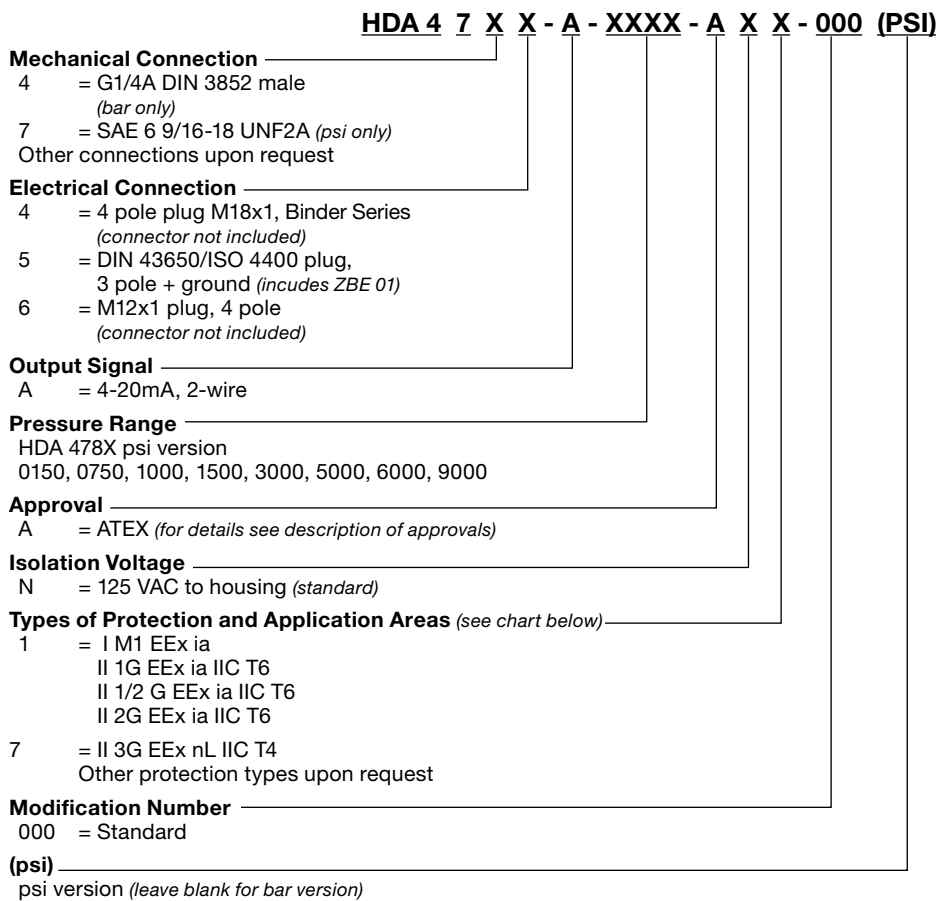 HDA 4 7 X X - A - XXXX - A X X - 000 (PSI)
Mechanical Connection
4 = G1/4A DIN 3852 male
(bar only)
7 = SAE 6 9/16-18 UNF2A (psi only)
Other connections upon request
Electrical Connection
4 = 4 pole plug M18x1, Binder Series
(connector not included)
5 = DIN 43650/ISO 4400 plug,
3 pole + ground (incudes ZBE 01)
6 = M12x1 plug, 4 pole
(connector not included)
Output Signal
A = 4-20mA, 2-wire
Pressure Range
HDA 478X psi version
0150, 0750, 1000, 1500, 3000, 5000, 6000, 9000
Approval
A = ATEX (for details see description of approvals)
Isolation Voltage
N = 125 VAC to housing (standard)
Types of Protection and Application Areas (see chart below)
1 = I M1 EEx ia
II 1G EEx ia IIC T6
II 1/2 G EEx ia IIC T6
II 2G EEx ia IIC T6
7 = II 3G EEx nL IIC T4
Other protection types upon request
Modification Number
000 = Standard
(psi)
psi version (leave blank for bar version)